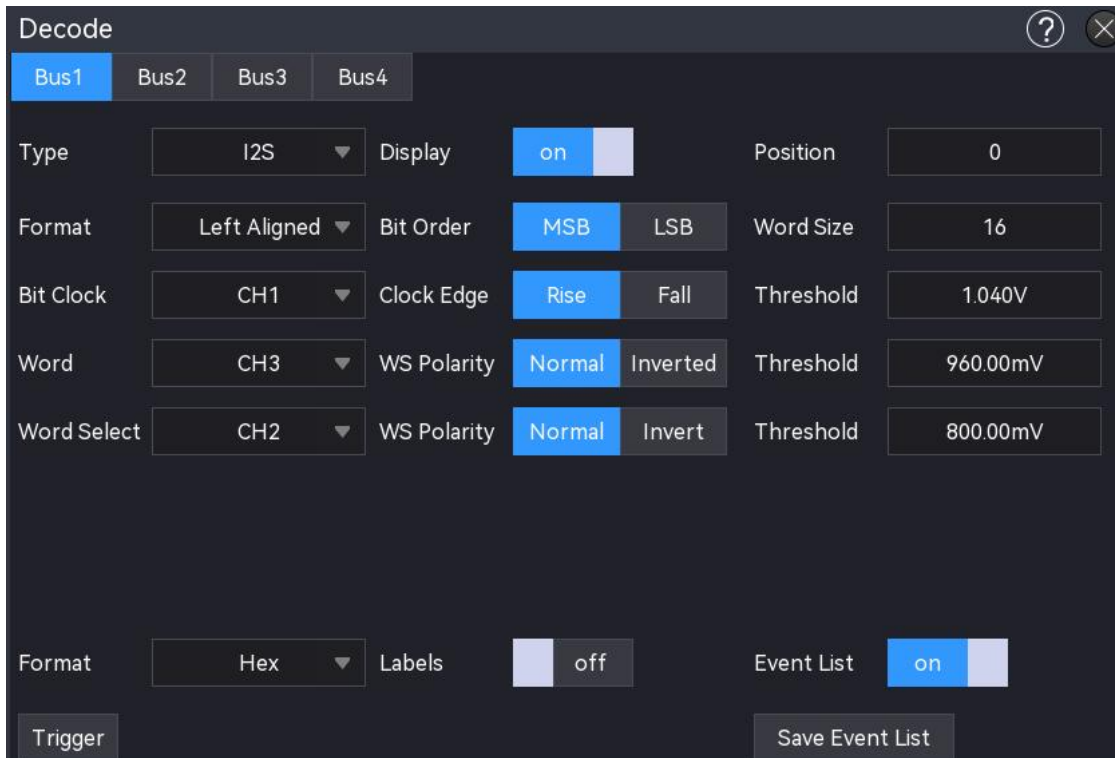 Decode ?
Bus1 Bus2 Bus3 Bus4
Type I2S Display on Position 0
Format Left Aligned Bit Order MSB LSB Word Size 16
Bit Clock CH1 Clock Edge Rise Fall Threshold 1.040V
Word CH3 WS Polarity Normal Inverted Threshold 960.00mV
Word Select CH2 WS Polarity Normal Invert Threshold 800.00mV
Format Hex Labels off Event List on
Trigger Save Event List